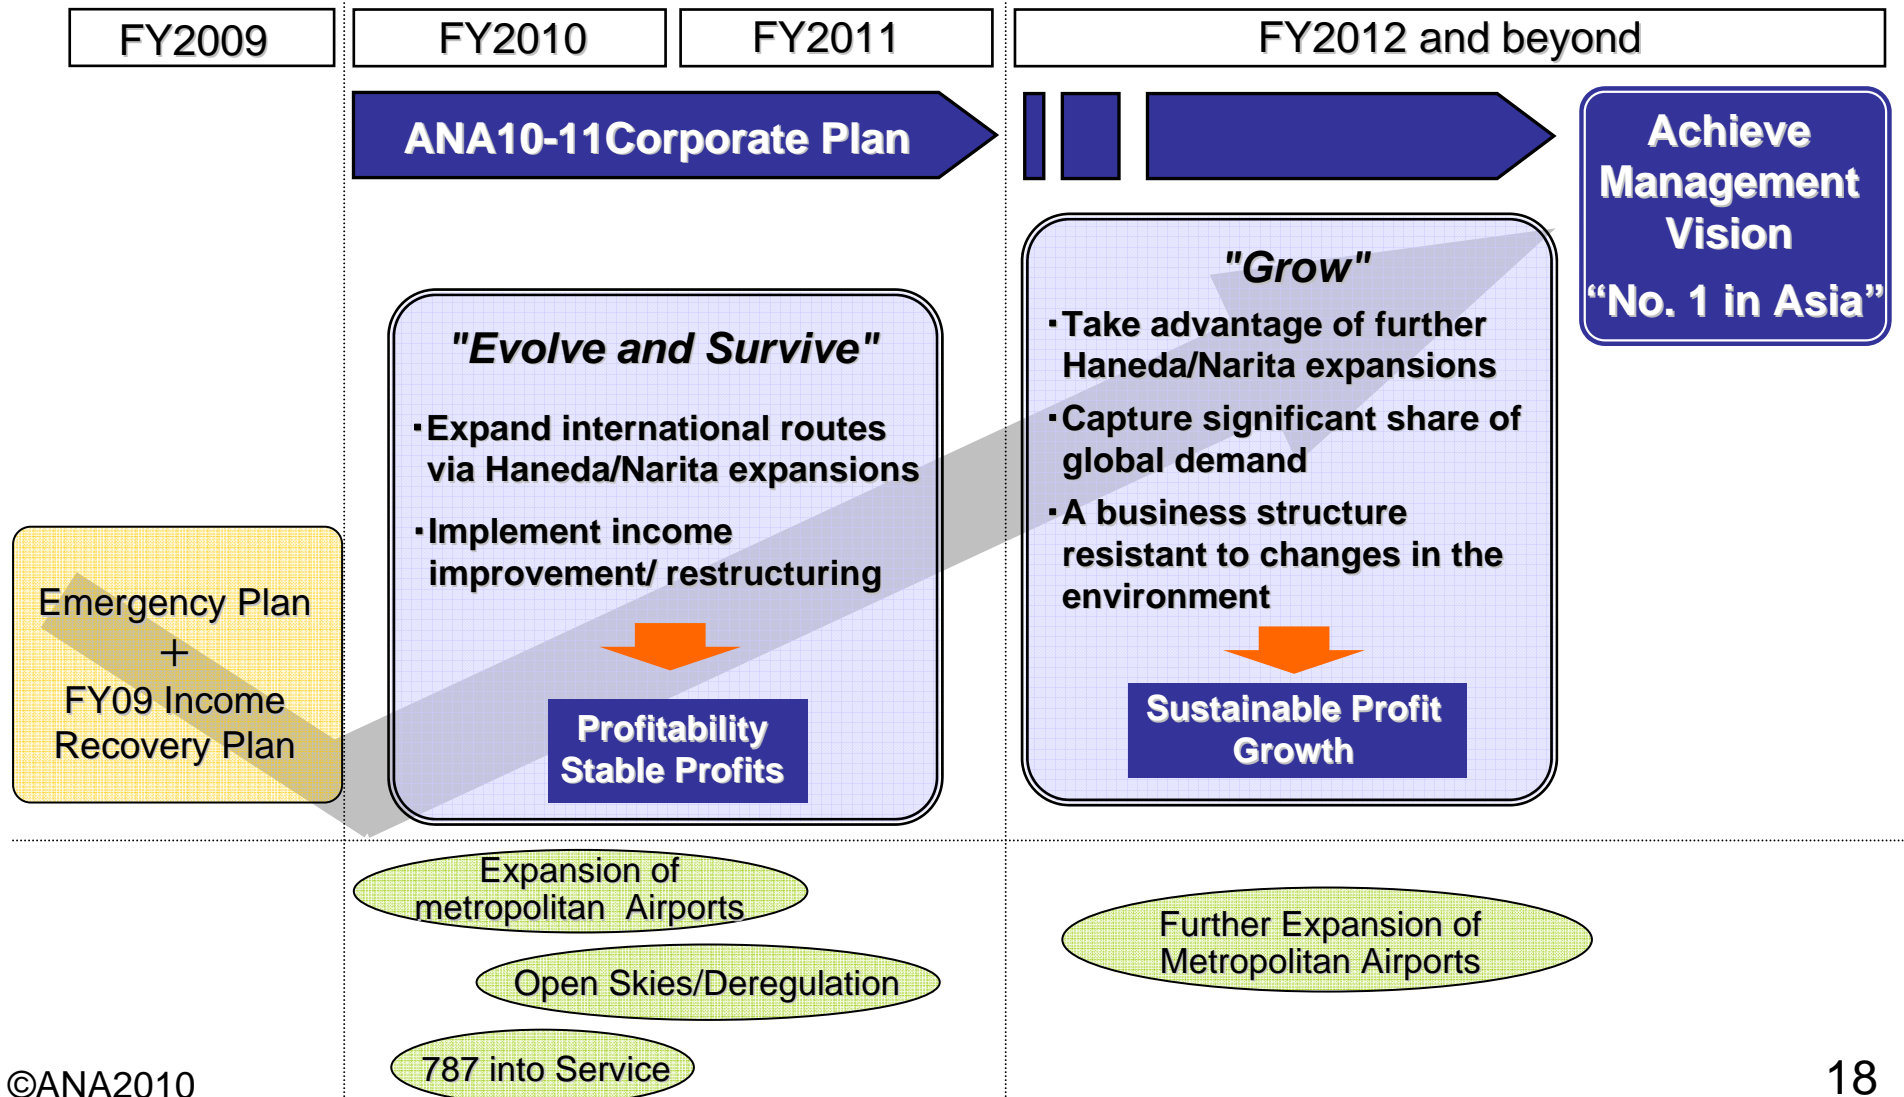 FY2009
FY2010
FY2011
FY2012 and beyond
ANA10-11Corporate Plan
Achieve
Management
Vision
“No. 1 in Asia”
"Evolve and Survive"
・Expand international routes
via Haneda/Narita expansions
・Implement income
improvement/ restructuring
Profitability
Stable Profits
"Grow"
・Take advantage of further
Haneda/Narita expansions
・Capture significant share of
global demand
・A business structure
resistant to changes in the
environment
Sustainable Profit
Growth
Emergency Plan
＋
FY09 Income
Recovery Plan
Expansion of
metropolitan Airports
Open Skies/Deregulation
787 into Service
Further Expansion of
Metropolitan Airports
©ANA2010
18